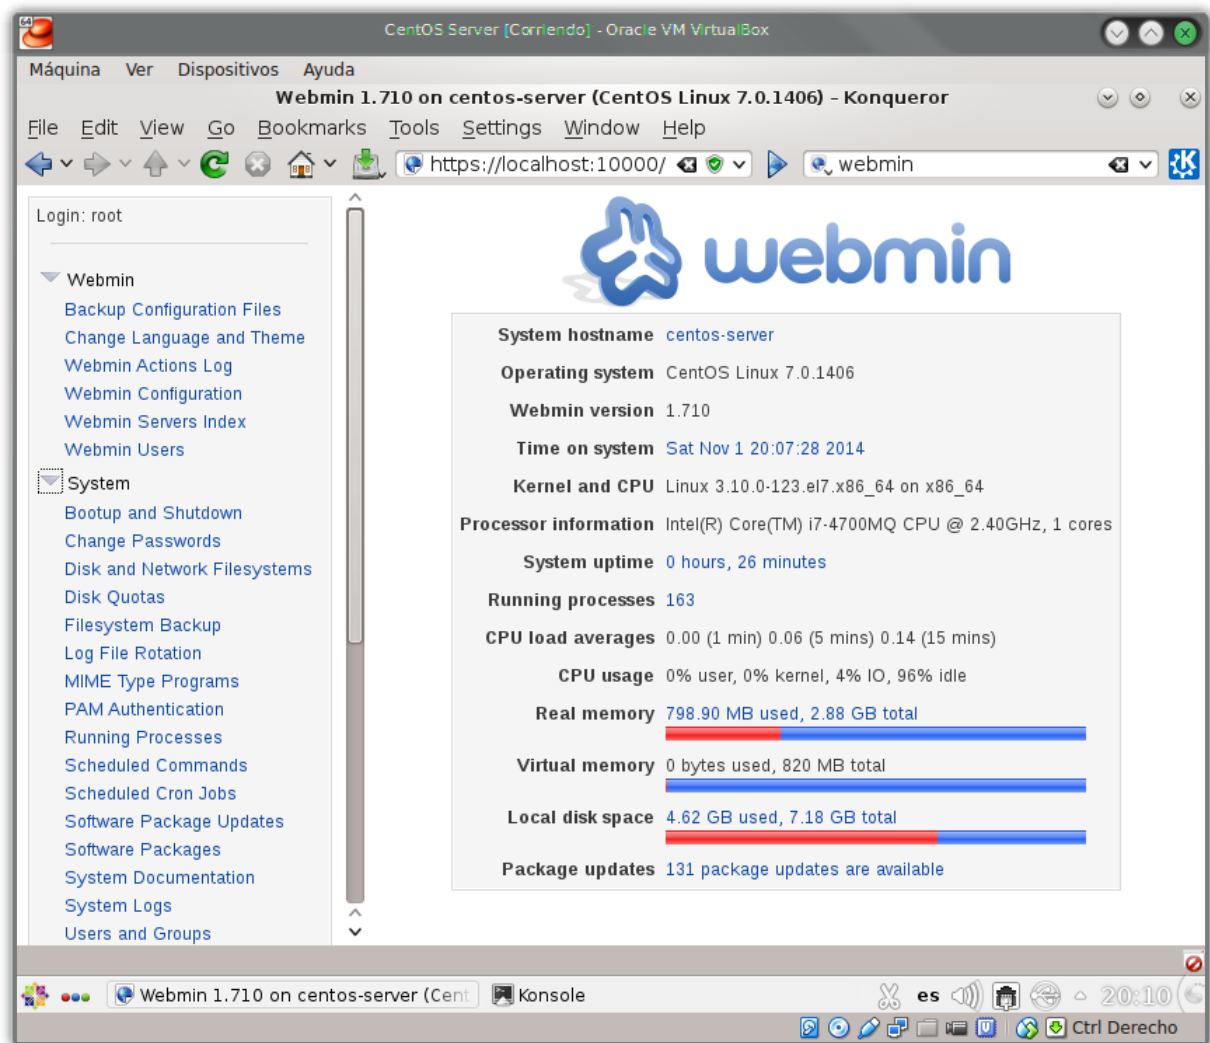 64
CentOS Server [Corriendo] - Oracle VM VirtualBox
Máquina Ver Dispositivos Ayuda
Webmin 1.710 on centos-server (CentOS Linux 7.0.1406) – Konqueror
File Edit View Go Bookmarks Tools Settings Window Help
https://localhost:10000/ webmin
Login: root
Webmin
Backup Configuration Files
Change Language and Theme
Webmin Actions Log
Webmin Configuration
Webmin Servers Index
Webmin Users
System
Bootup and Shutdown
Change Passwords
Disk and Network Filesystems
Disk Quotas
Filesystem Backup
Log File Rotation
MIME Type Programs
PAM Authentication
Running Processes
Scheduled Commands
Scheduled Cron Jobs
Software Package Updates
Software Packages
System Documentation
System Logs
Users and Groups
webmin
System hostname centos-server
Operating system CentOS Linux 7.0.1406
Webmin version 1.710
Time on system Sat Nov 1 20:07:28 2014
Kernel and CPU Linux 3.10.0-123.el7.x86_64 on x86_64
Processor information Intel(R) Core(TM) i7-4700MQ CPU @ 2.40GHz, 1 cores
System uptime 0 hours, 26 minutes
Running processes 163
CPU load averages 0.00 (1 min) 0.06 (5 mins) 0.14 (15 mins)
CPU usage 0% user, 0% kernel, 4% IO, 96% idle
Real memory 798.90 MB used, 2.88 GB total
Virtual memory 0 bytes used, 820 MB total
Local disk space 4.62 GB used, 7.18 GB total
Package updates 131 package updates are available
Webmin 1.710 on centos-server (Cent Konsole es 20:10
Ctrl Derecho